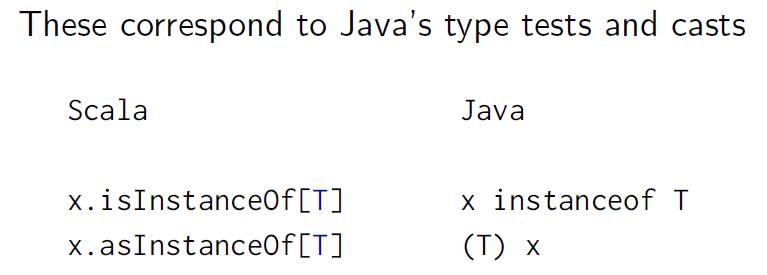 These correspond to Java's type tests and casts
Scala Java
x.isInstanceOf[T] x instanceof T
x.asInstanceOf[T] (T) x